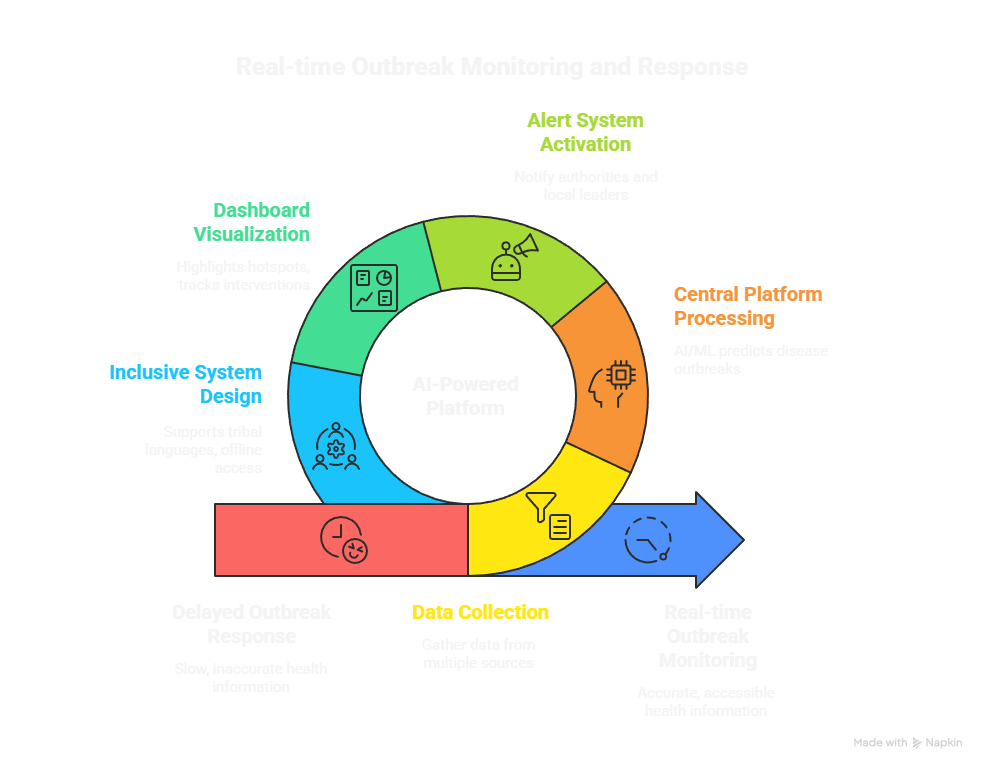 Real-time Outbreak Monitoring and Response
Alert System
Activation
Notify authorities and
local leaders
Dashboard
Visualization
Highlights hotspots,
tracks interventions
Central Platform
Processing
AI/ML predicts disease
outbreaks
Inclusive System
Design
Supports tribal
languages, offline
access
AI-Powered
Platform
Delayed Outbreak
Response
Slow, inaccurate health
information
Data Collection
Gather data from
multiple sources
Real-time
Outbreak
Monitoring
Accurate, accessible
health information
Made with Napkin